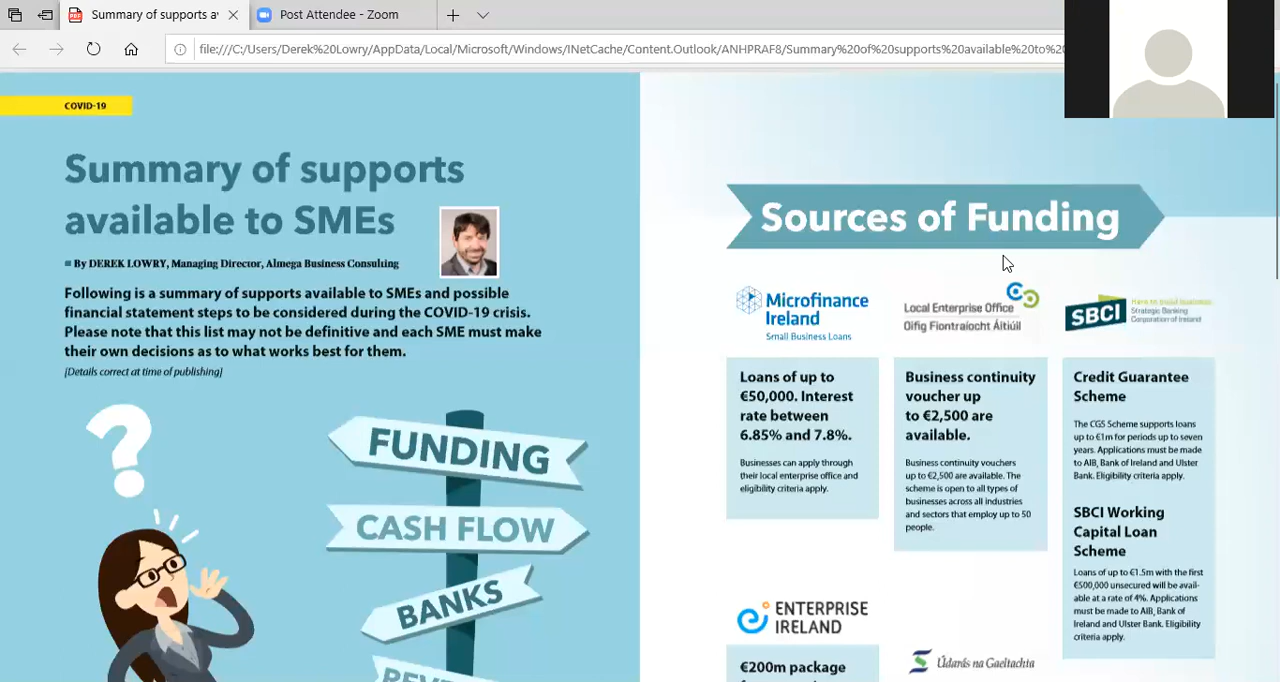 Summary of supports a
Post Attendee - Zoom
file:///C:/Users/Derek%20Lowry/AppData/Local/Microsoft/Windows/INetCache/Content.Outlook/ANHPRAF8/Summary%20of%20supports%20available%20to%20
COVID-19
Summary of supports
available to SMEs
By DEREK LOWRY, Managing Director, Almega Business Consulting
Following is a summary of supports available to SMEs and possible
financial statement steps to be considered during the COVID-19 crisis.
Please note that this list may not be definitive and each SME must make
their own decisions as to what works best for them.
[Details correct at time of publishing]
?
FUNDING
CASH FLOW
BANKS
Sources of Funding
Microfinance
Ireland
Small Business Loans
Loans of up to
€50,000. Interest
rate between
6.85% and 7.8%.
Businesses can apply through
their local enterprise office and
eligibility criteria apply.
Local Enterprise Office
Oifig Fiontraíocht Áitiúil
Business continuity
voucher up
to €2,500 are
available.
Business continuity vouchers
up to €2,500 are available. The
scheme is open to all types of
businesses across all industries
and sectors that employ up to 50
people.
SBCI
Strategic Banking
Corporation of Ireland
Credit Guarantee
Scheme
The CGS Scheme supports loans
up to €1m for periods up to seven
years. Applications must be made
to AIB, Bank of Ireland and Ulster
Bank. Eligibility criteria apply.
SBCI Working
Capital Loan
Scheme
Loans of up to €1.5m with the first
€500,000 unsecured will be avail-
able at a rate of 4%. Applications
must be made to AIB, Bank of
Ireland and Ulster Bank. Eligibility
criteria apply.
ENTERPRISE
IRELAND
€200m package
Údarás na Gaeltachta